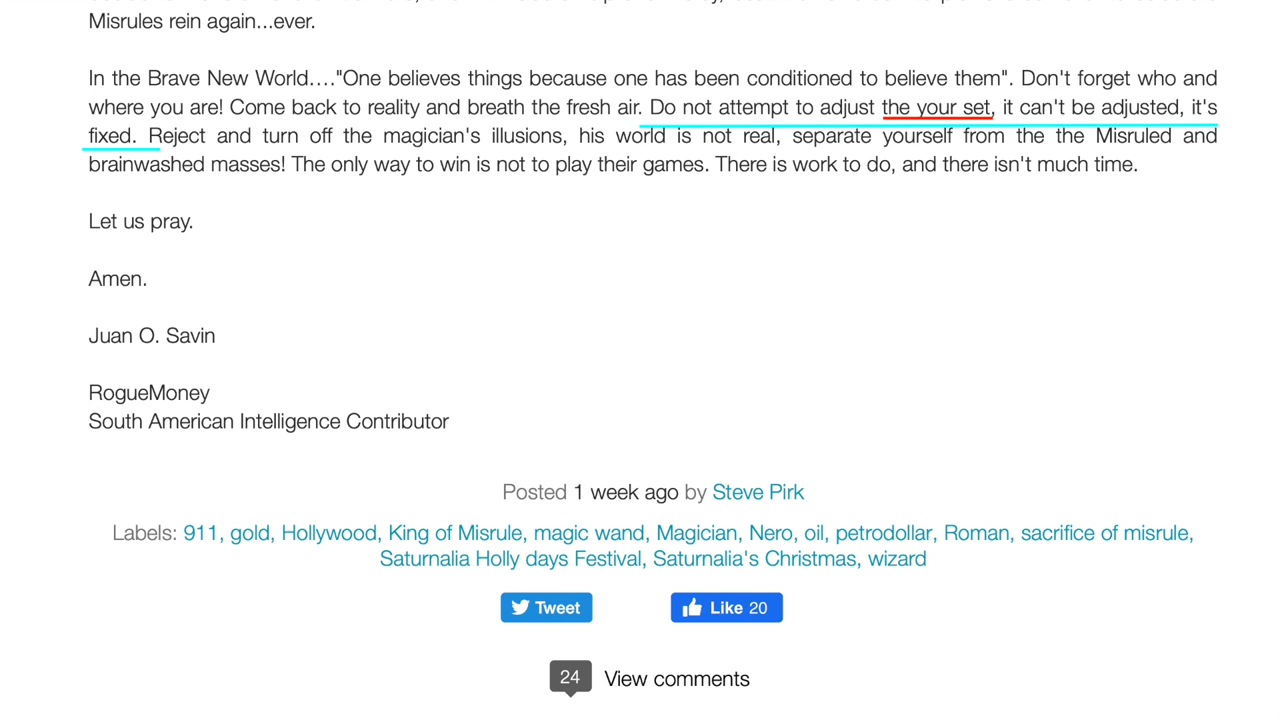 Misrules rein again...ever.
In the Brave New World…."One believes things because one has been conditioned to believe them". Don't forget who and
where you are! Come back to reality and breath the fresh air. Do not attempt to adjust the your set, it can't be adjusted, it's
fixed. Reject and turn off the magician's illusions, his world is not real, separate yourself from the the Misruled and
brainwashed masses! The only way to win is not to play their games. There is work to do, and there isn't much time.
Let us pray.
Amen.
Juan O. Savin
RogueMoney
South American Intelligence Contributor
Posted 1 week ago by Steve Pirk
Labels: 911, gold, Hollywood, King of Misrule, magic wand, Magician, Nero, oil, petrodollar, Roman, sacrifice of misrule,
Saturnalia Holly days Festival, Saturnalia's Christmas, wizard
Tweet Like 20
24 View comments